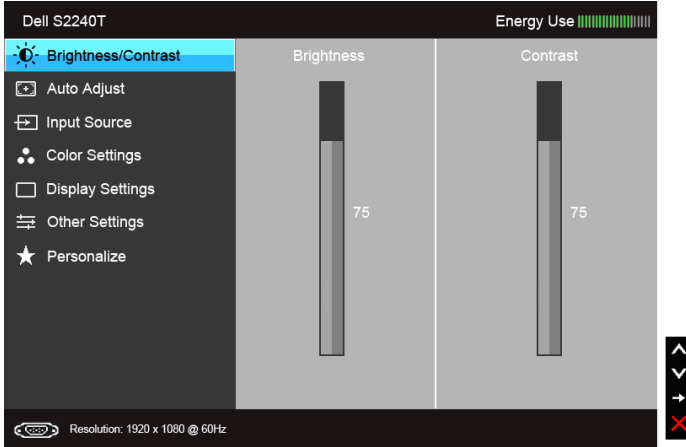 Dell S2240T
Energy Use
Brightness/Contrast
Auto Adjust
Input Source
Color Settings
Display Settings
Other Settings
Personalize
Brightness
75
Contrast
75
Resolution: 1920 x 1080 @ 60Hz